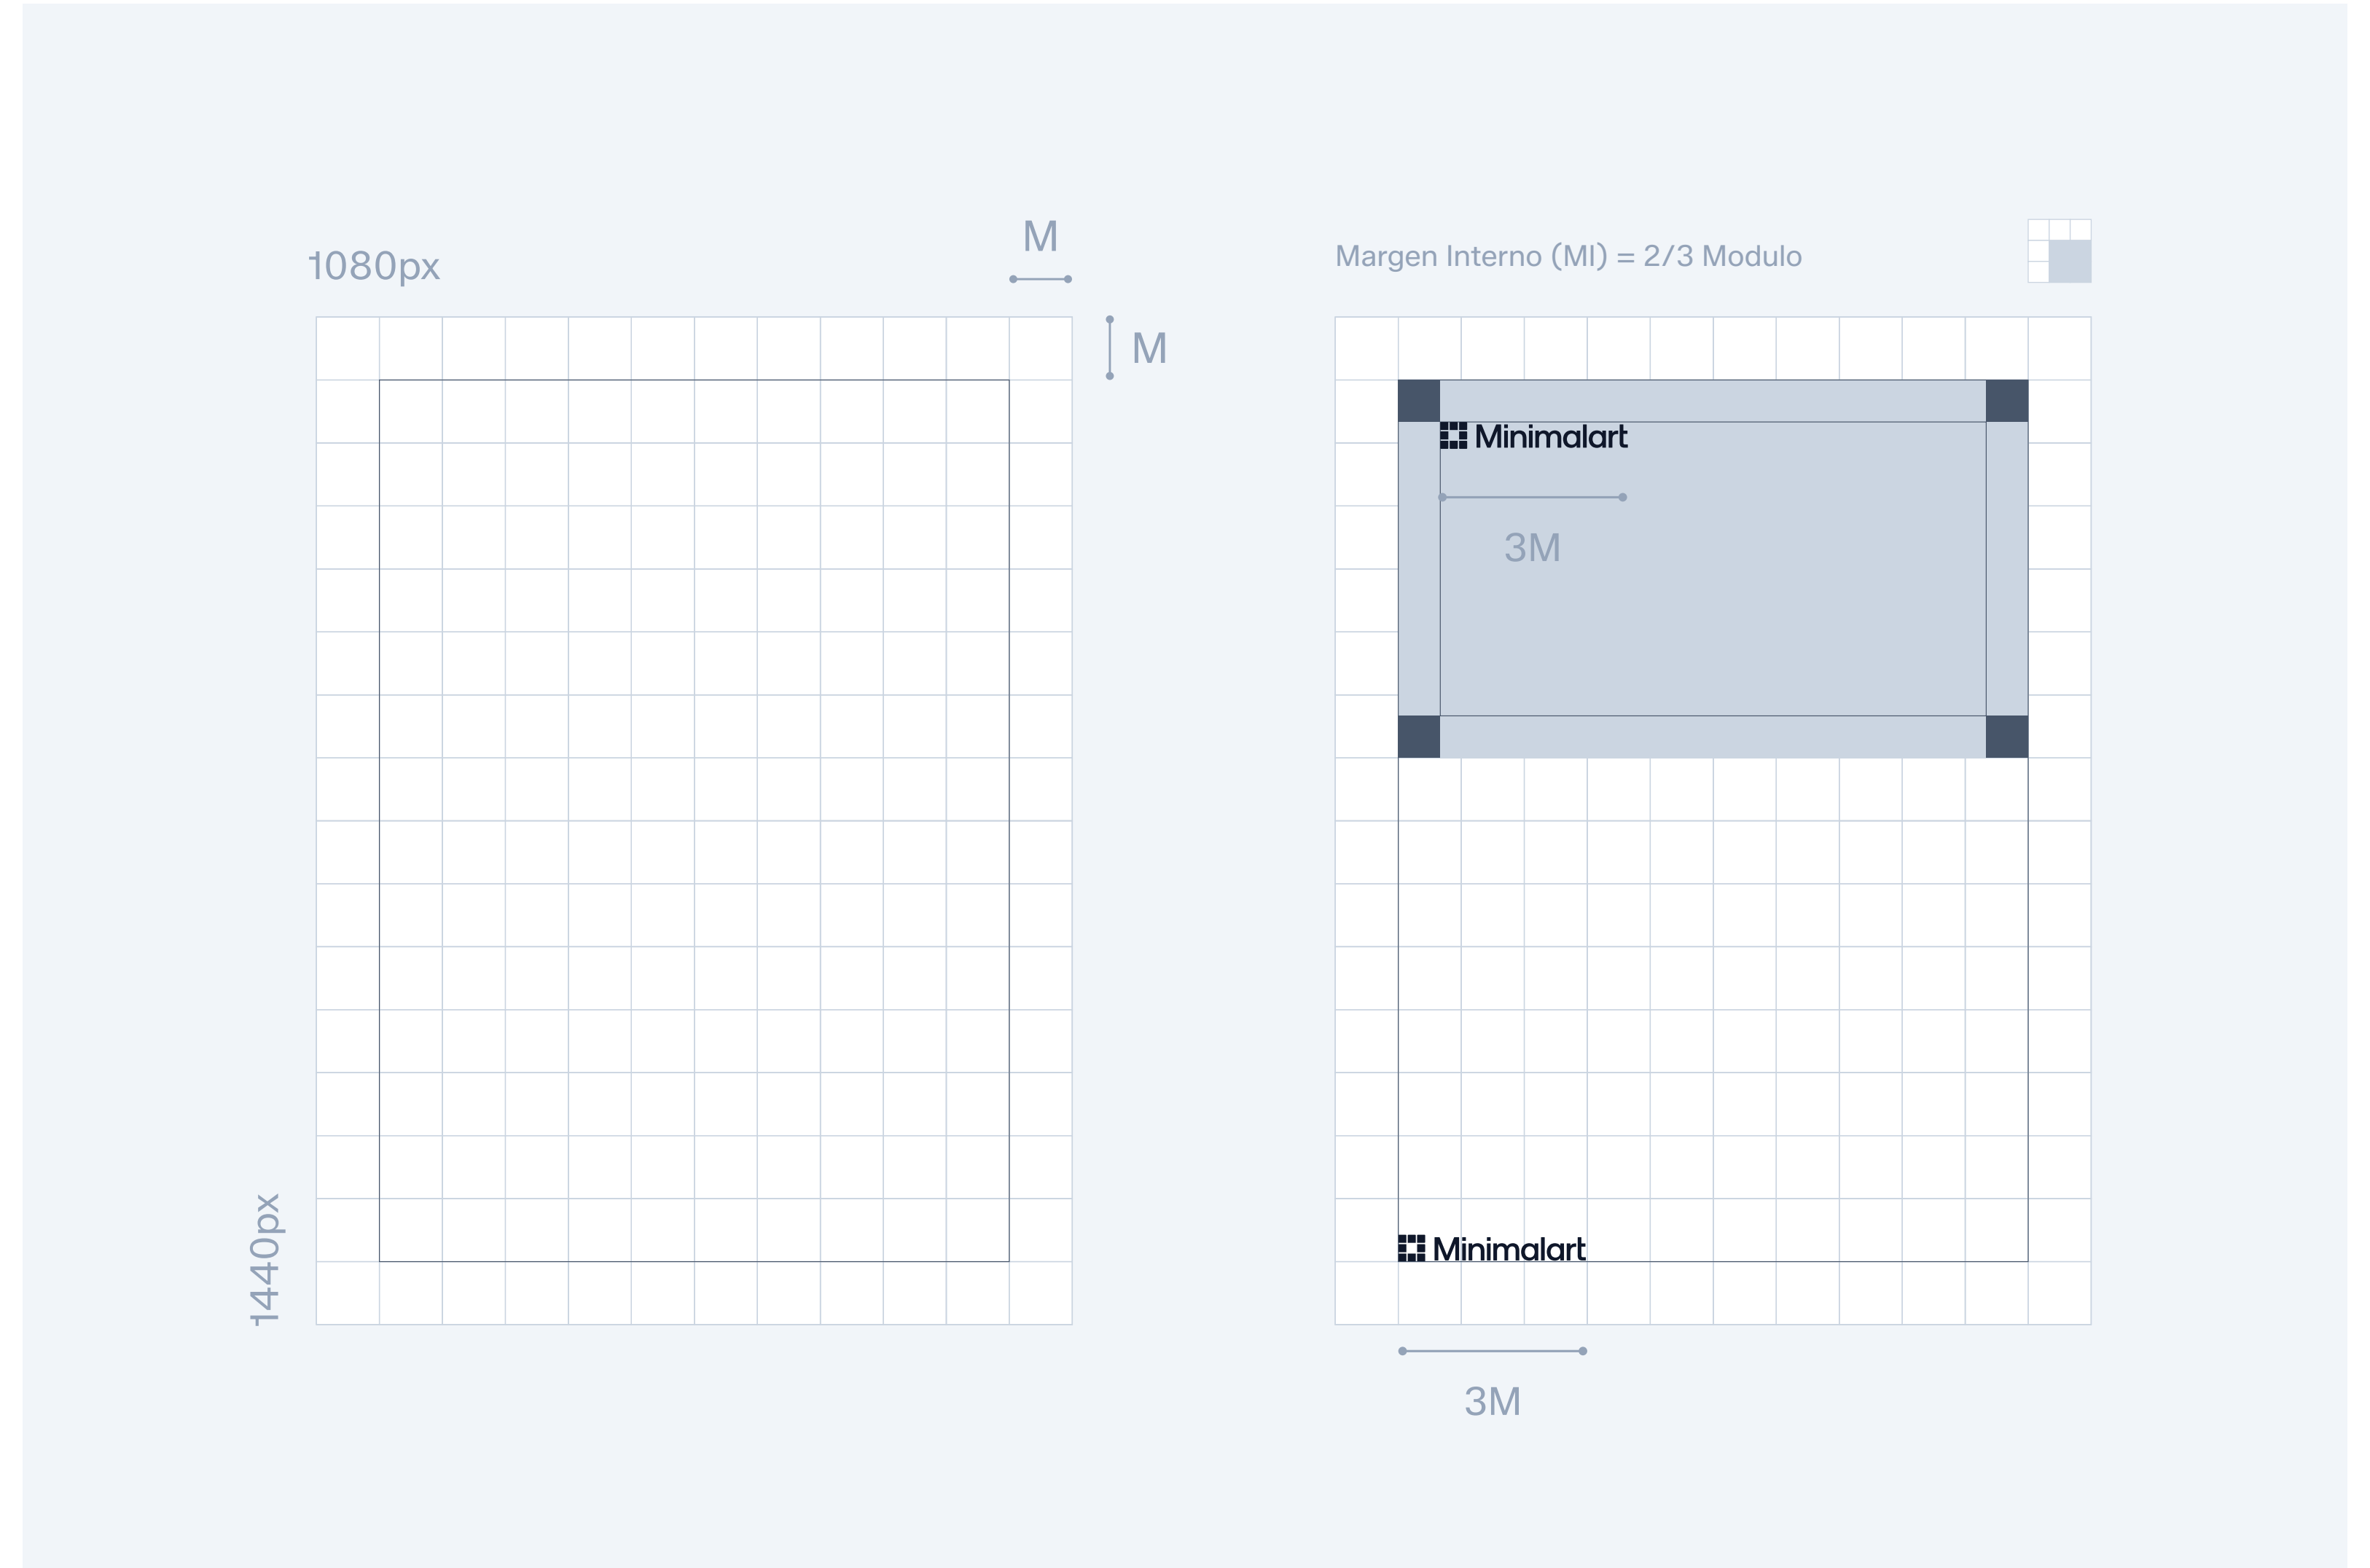 1080px
M
M
1440px
Margen Interno (MI) = 2/3 Modulo
Minimalart
3M
Minimalart
3M